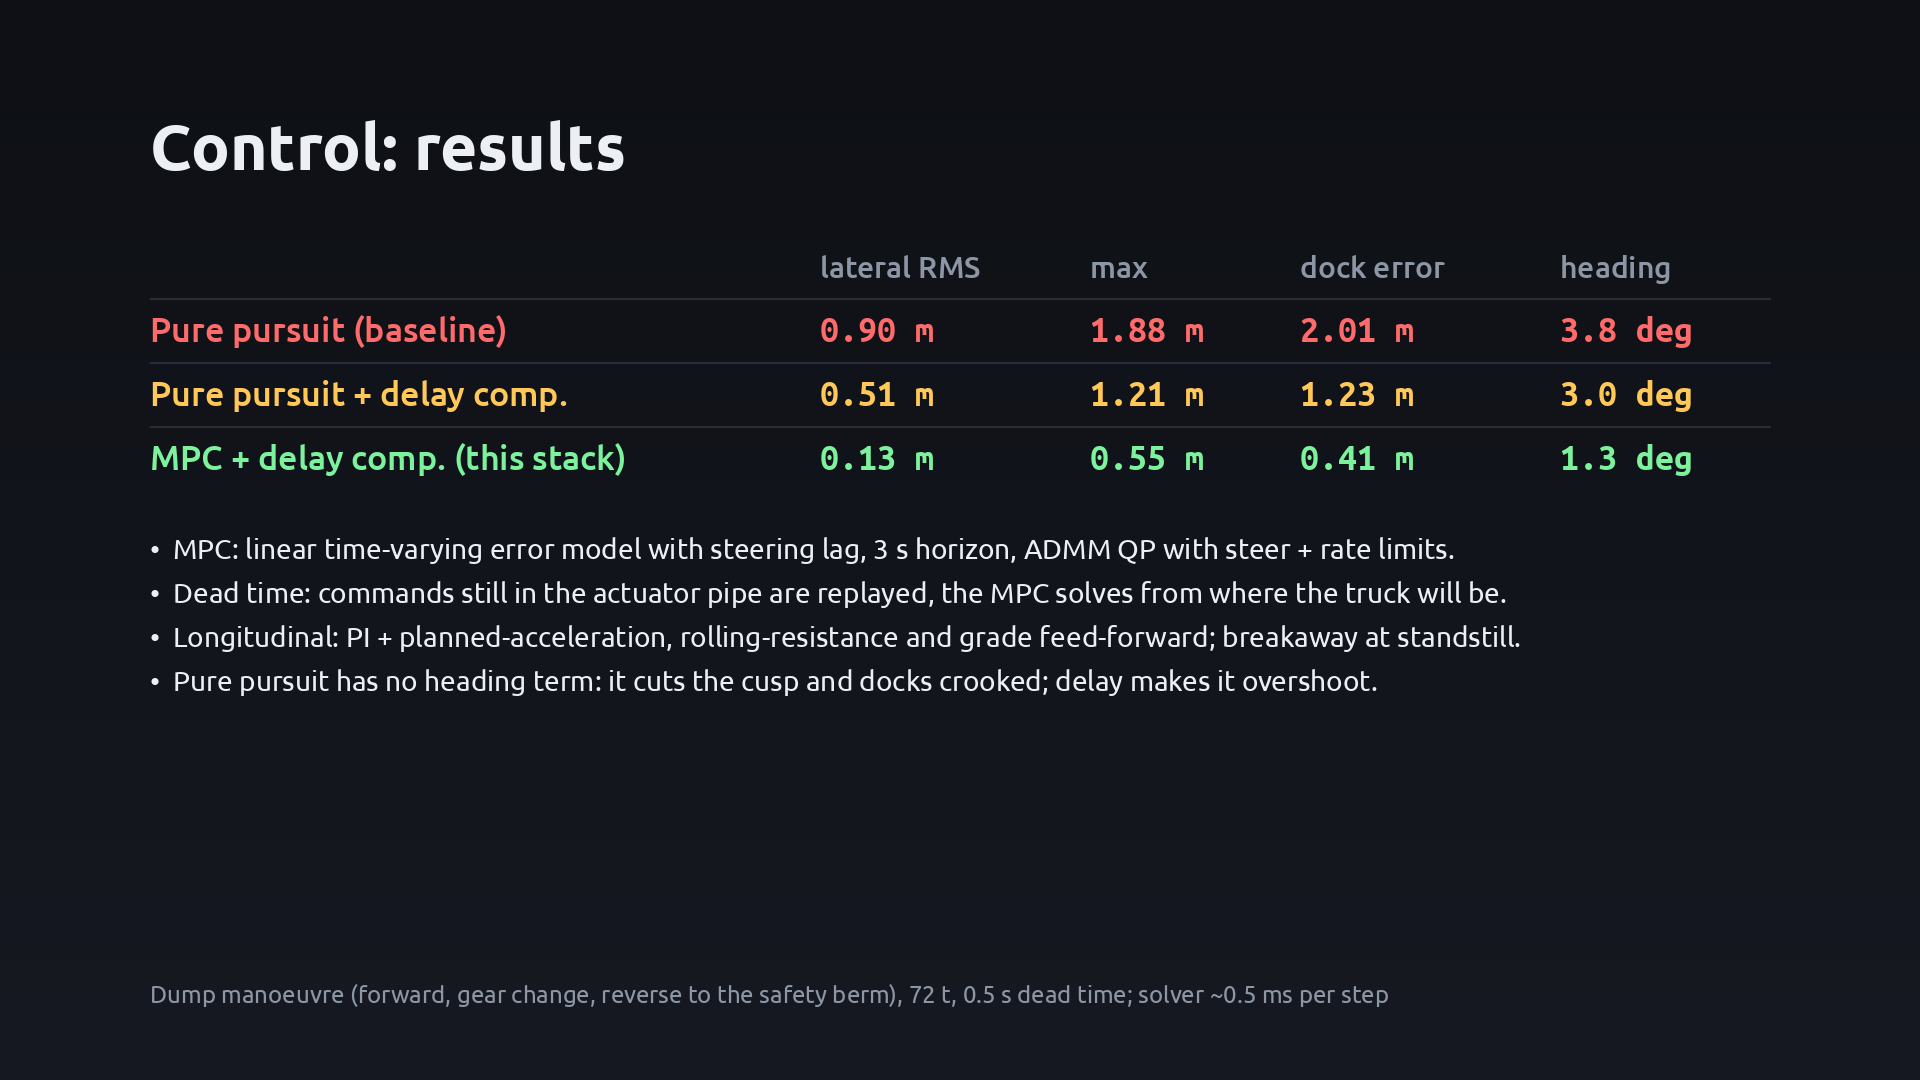 Control: results
lateral RMS max dock error heading
Pure pursuit (baseline) 0.90 m 1.88 m 2.01 m 3.8 deg
Pure pursuit + delay comp. 0.51 m 1.21 m 1.23 m 3.0 deg
MPC + delay comp. (this stack) 0.13 m 0.55 m 0.41 m 1.3 deg
• MPC: linear time-varying error model with steering lag, 3 s horizon, ADMM QP with steer + rate limits.
• Dead time: commands still in the actuator pipe are replayed, the MPC solves from where the truck will be.
• Longitudinal: PI + planned-acceleration, rolling-resistance and grade feed-forward; breakaway at standstill.
• Pure pursuit has no heading term: it cuts the cusp and docks crooked; delay makes it overshoot.
Dump manoeuvre (forward, gear change, reverse to the safety berm), 72 t, 0.5 s dead time; solver ~0.5 ms per step